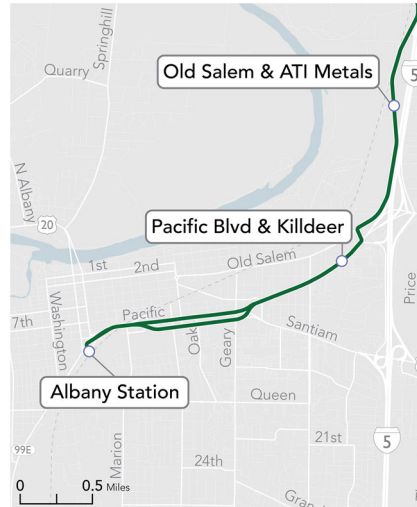 Springhill
Quarry
Old Salem & ATI Metals
5
N Albany
20
Pacific Blvd & Killdeer
1st
2nd
Old Salem
Price
Washington
7th
Pacific
Oak
Geary
Santiam
Albany Station
Queen
99E
Marion
21st
5
24th
0
0.5 Miles